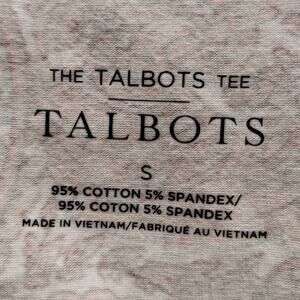 THE TALBOTS TEE
TALBOTS
S
95% COTTON 5% SPANDEX/
95% COTON 5% SPANDEX
MADE IN VIETNAM/FABRIQUÉ AU VIETNAM